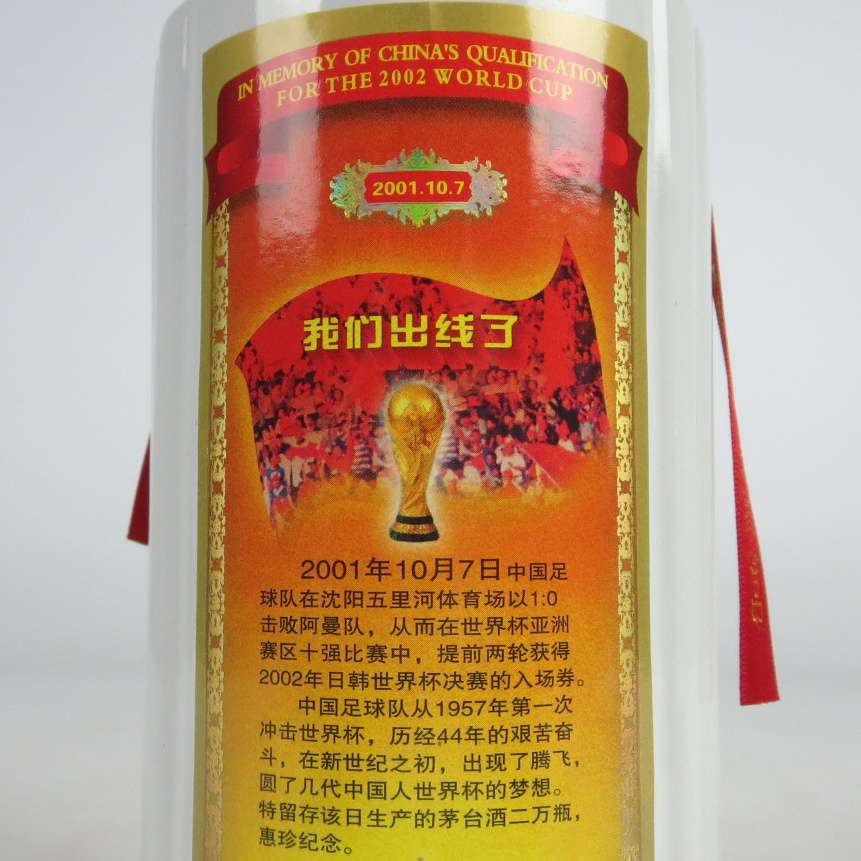 IN MEMORY OF CHINA'S QUALIFICATION
FOR THE 2002 WORLD CUP
2001.10.7
我们出线了
2001年10月7日中国足
球队在沈阳五里河体育场以1:0
击败阿曼队，从而在世界杯亚洲
赛区十强比赛中，提前两轮获得
2002年日韩世界杯决赛的入场券。
中国足球队从1957年第一次
冲击世界杯，历经44年的艰苦奋
斗，在新世纪之初，出现了腾飞，
圆了几代中国人世界杯的梦想。
特留存该日生产的茅台酒二万瓶，
惠珍纪念。